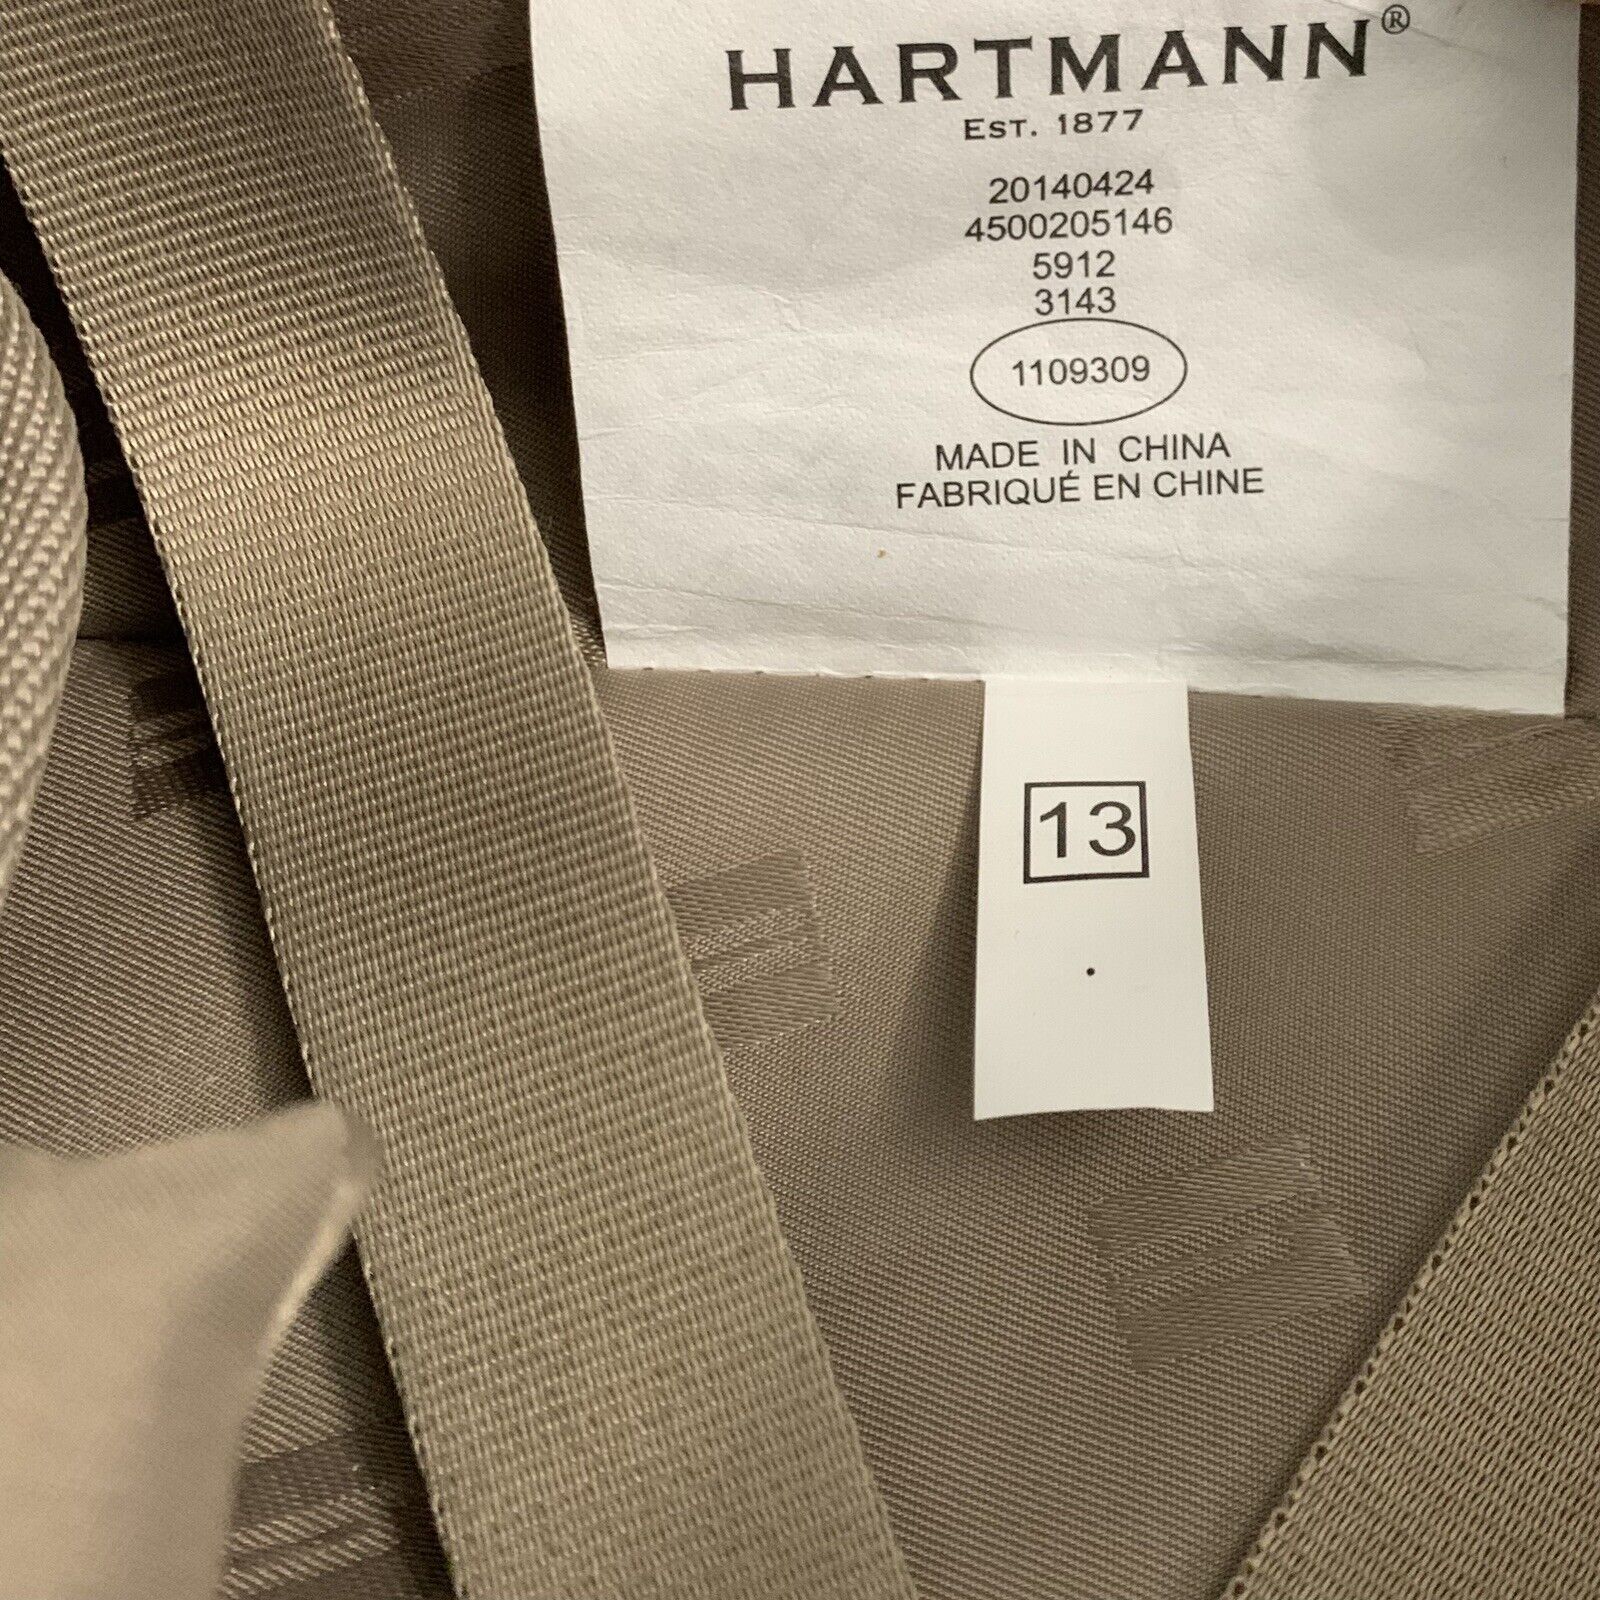 HARTMANN®
EST. 1877
20140424
4500205146
5912
3143
1109309
MADE IN CHINA
FABRIQUÉ EN CHINE
13